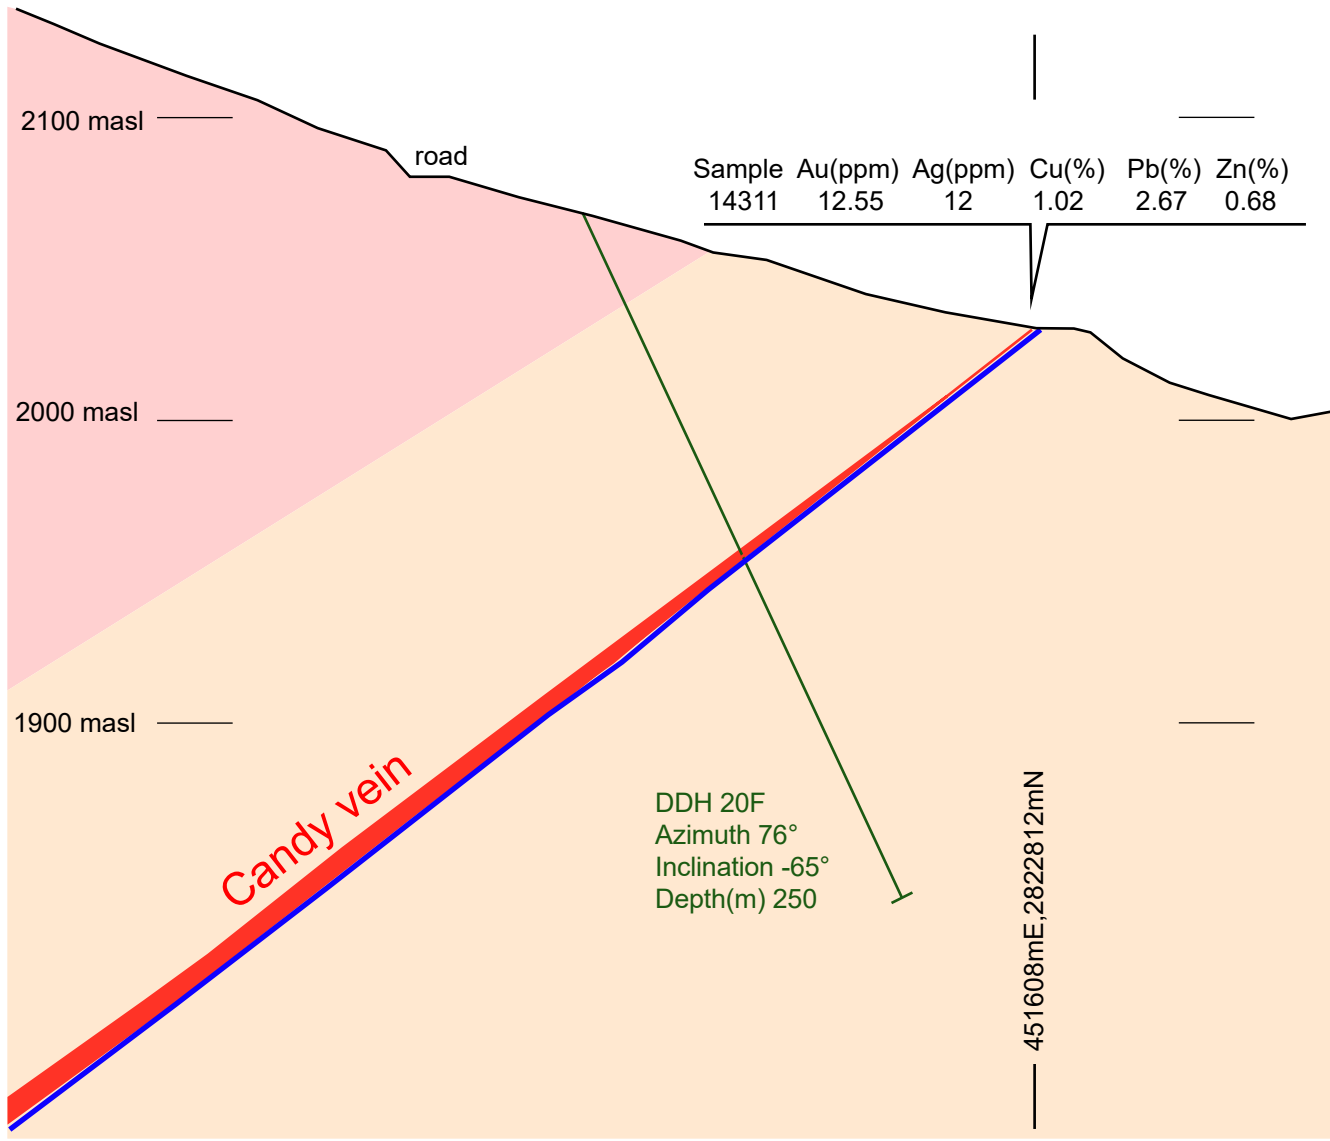 2100 masl
road
Sample Au(ppm) Ag(ppm) Cu(%) Pb(%) Zn(%)
14311 12.55 12 1.02 2.67 0.68
2000 masl
1900 masl
Candy vein
DDH 20F
Azimuth 76°
Inclination -65°
Depth(m) 250
451608mE,2822812mN